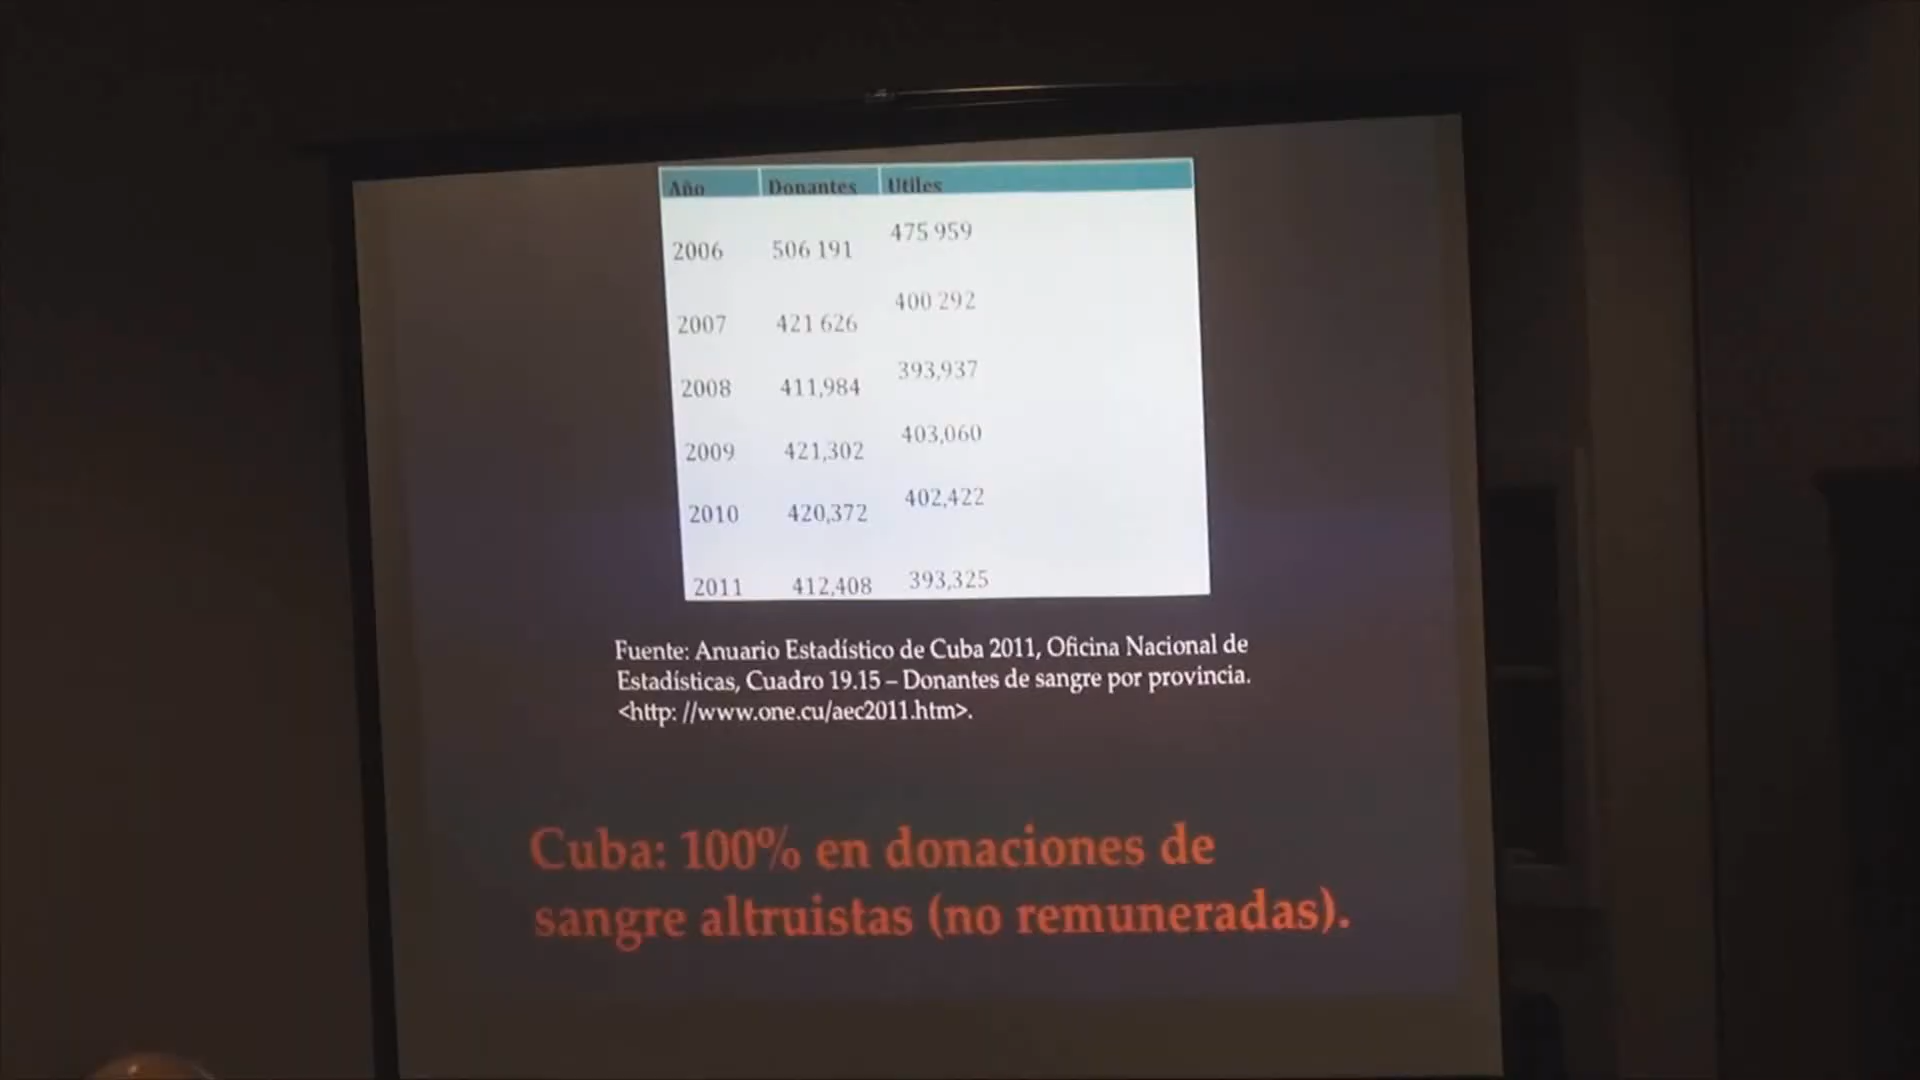 Año Donantes Utiles
2006 506 191 475 959
2007 421 626 400 292
2008 411,984 393,937
2009 421,302 403,060
2010 420,372 402,422
2011 412,408 393,325
Fuente: Anuario Estadístico de Cuba 2011, Oficina Nacional de
Estadísticas, Cuadro 19.15 – Donantes de sangre por provincia.
<http: //www.one.cu/aec2011.htm>.
Cuba: 100% en donaciones de
sangre altruistas (no remuneradas).